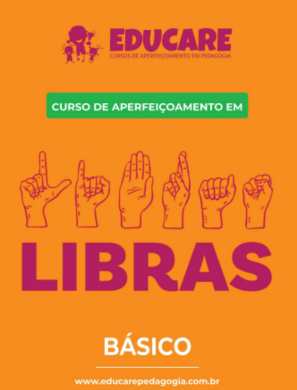 EDUCARE
CURSOS DE APERFEIÇOAMENTO EM PEDAGOGIA
CURSO DE APERFEIÇOAMENTO EM
LIBRAS
BÁSICO
www.educarepedagogia.com.br